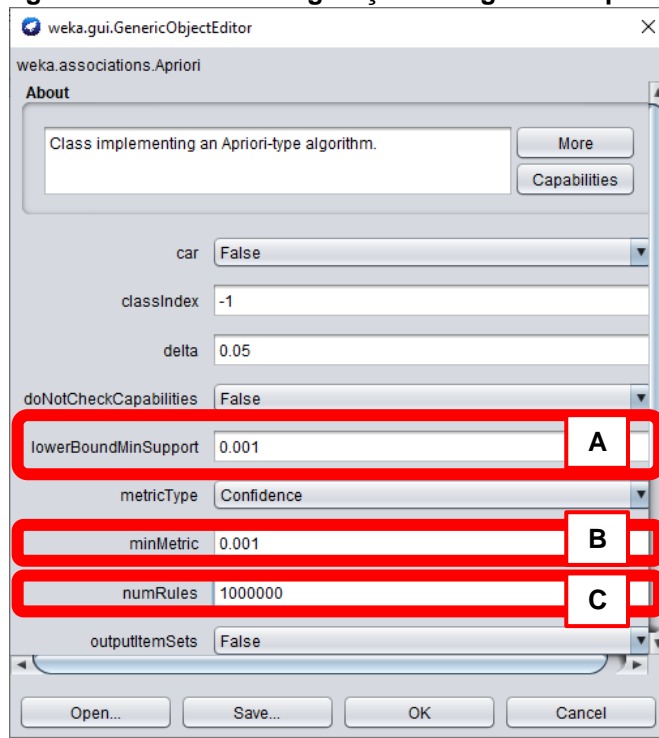 weka.gui.GenericObjectEditor
weka.associations.Apriori
About
Class implementing an Apriori-type algorithm.
More
Capabilities
car False
classIndex -1
delta 0.05
doNotCheckCapabilities False
lowerBoundMinSupport 0.001 A
metricType Confidence
minMetric 0.001 B
numRules 1000000 C
outputItemSets False
Open... Save... OK Cancel